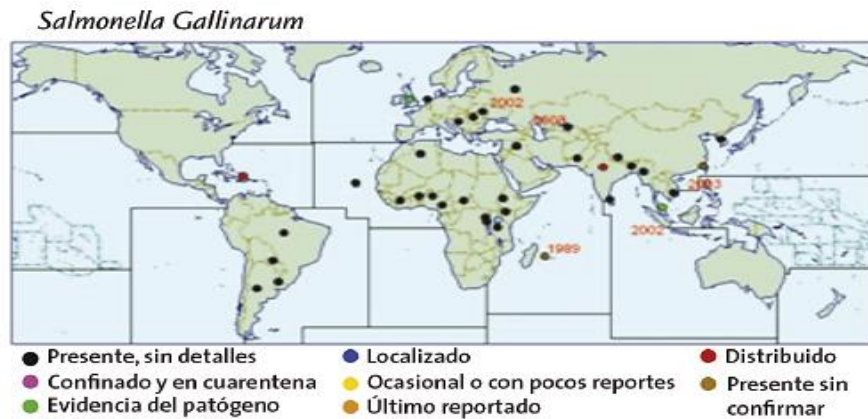 Salmonella Gallinarum
2002
2003
1989
2002
Presente, sin detalles
Localizado
Distribuido
Confinado y en cuarentena
Ocasional o con pocos reportes
Presente sin confirmar
Evidencia del patógeno
Último reportado